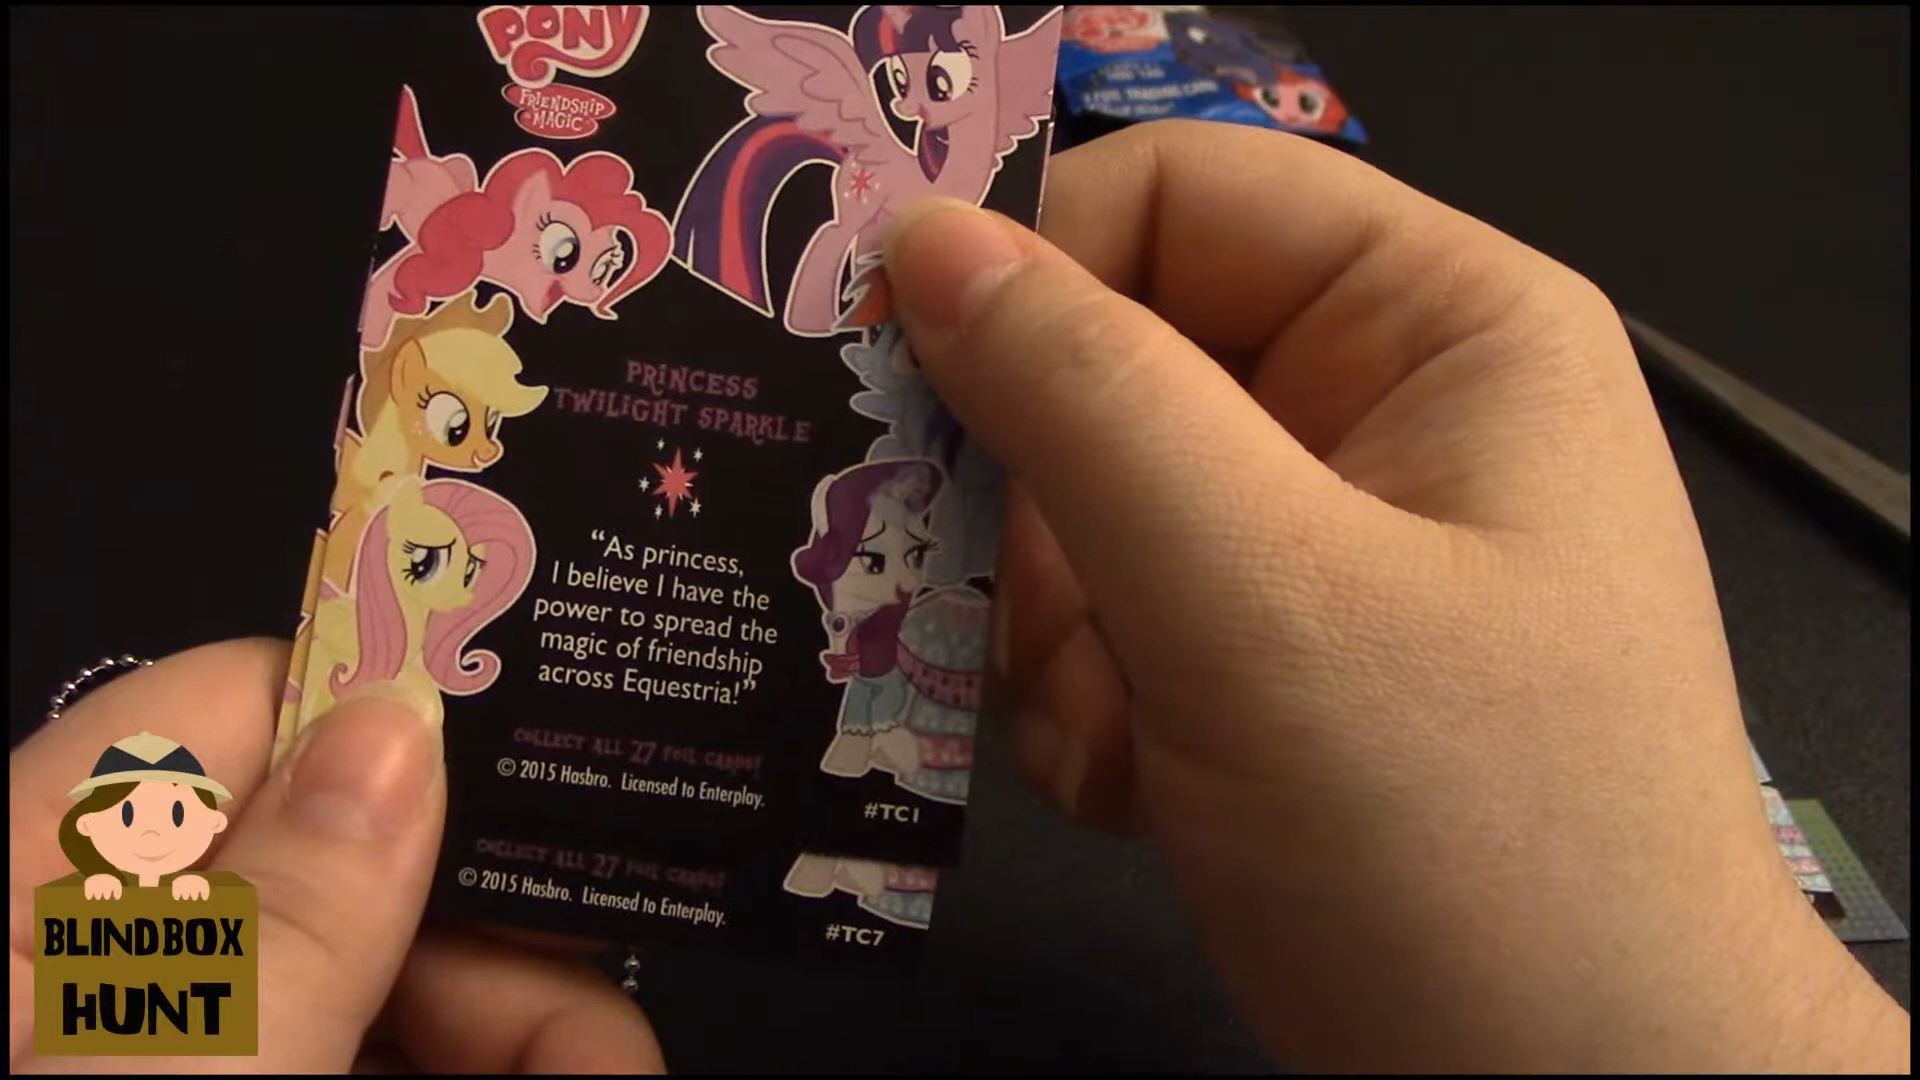 PONY
FRIENDSHIP
MAGIC
PRINCESS
TWILIGHT SPARKLE
"As princess,
I believe I have the
power to spread the
magic of friendship
across Equestria!"
COLLECT ALL 27 FOIL CARDS!
© 2015 Hasbro. Licensed to Enterplay.
#TC1
COLLECT ALL 27 FOIL CARDS!
© 2015 Hasbro. Licensed to Enterplay.
#TC7
BLIND BOX
HUNT